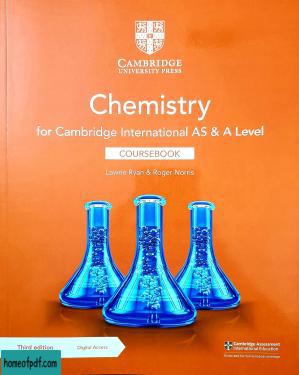 CAMBRIDGE
UNIVERSITY PRESS
Chemistry
for Cambridge International AS & A Level
COURSEBOOK
Lawrie Ryan & Roger Norris
Third edition
Digital Access
Cambridge Assessment
International Education
homeofpdf.com